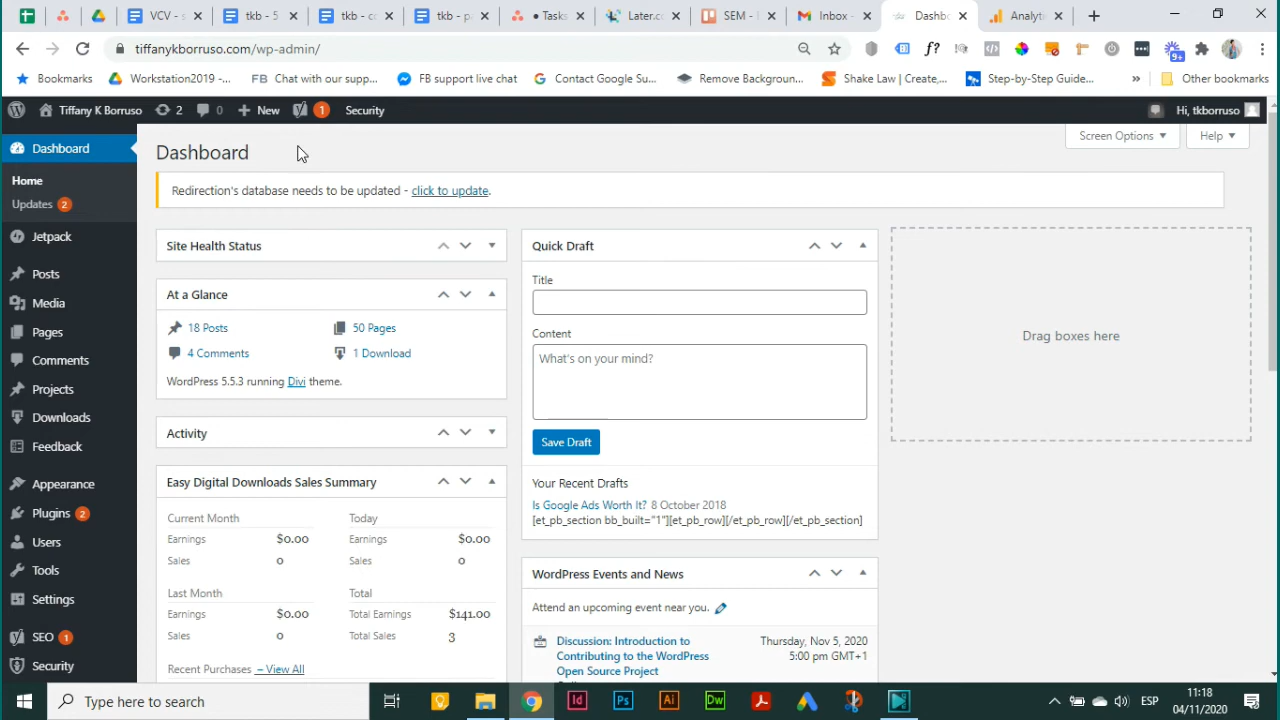 VCV - s
tkb - 5
tkb - c
tkb - p
• Task
Later.c
SEM -
Inbox -
Dashb
Analyt
tiffanykborruso.com/wp-admin/
9+
Bookmarks
Workstation2019 -...
FB Chat with our supp...
FB support live chat
Contact Google Su...
Remove Backgroun...
Shake Law | Create,...
Step-by-Step Guide...
»
Other bookmarks
Tiffany K Borruso
2
0
New
1
Security
Hi, tkborruso
Dashboard
Home
Updates 2
Jetpack
Posts
Media
Pages
Comments
Projects
Downloads
Feedback
Appearance
Plugins 2
Users
Tools
Settings
SEO 1
Security
Dashboard
Screen Options
Help
Redirection's database needs to be updated - click to update.
Site Health Status
At a Glance
18 Posts
50 Pages
4 Comments
1 Download
WordPress 5.5.3 running Divi theme.
Activity
Easy Digital Downloads Sales Summary
Current Month
Today
Earnings $0.00
Earnings $0.00
Sales 0
Sales 0
Last Month
Total
Earnings $0.00
Total Earnings $141.00
Sales 0
Total Sales 3
Recent Purchases – View All
Quick Draft
Title
Content
What's on your mind?
Save Draft
Your Recent Drafts
Is Google Ads Worth It? 8 October 2018
[et_pb_section bb_built="1"][et_pb_row][/et_pb_row][/et_pb_section]
WordPress Events and News
Attend an upcoming event near you.
Discussion: Introduction to
Contributing to the WordPress
Open Source Project
Thursday, Nov 5, 2020
5:00 pm GMT+1
Drag boxes here
Type here to search
Id
Ps
Ai
Dw
ESP
11:18
04/11/2020